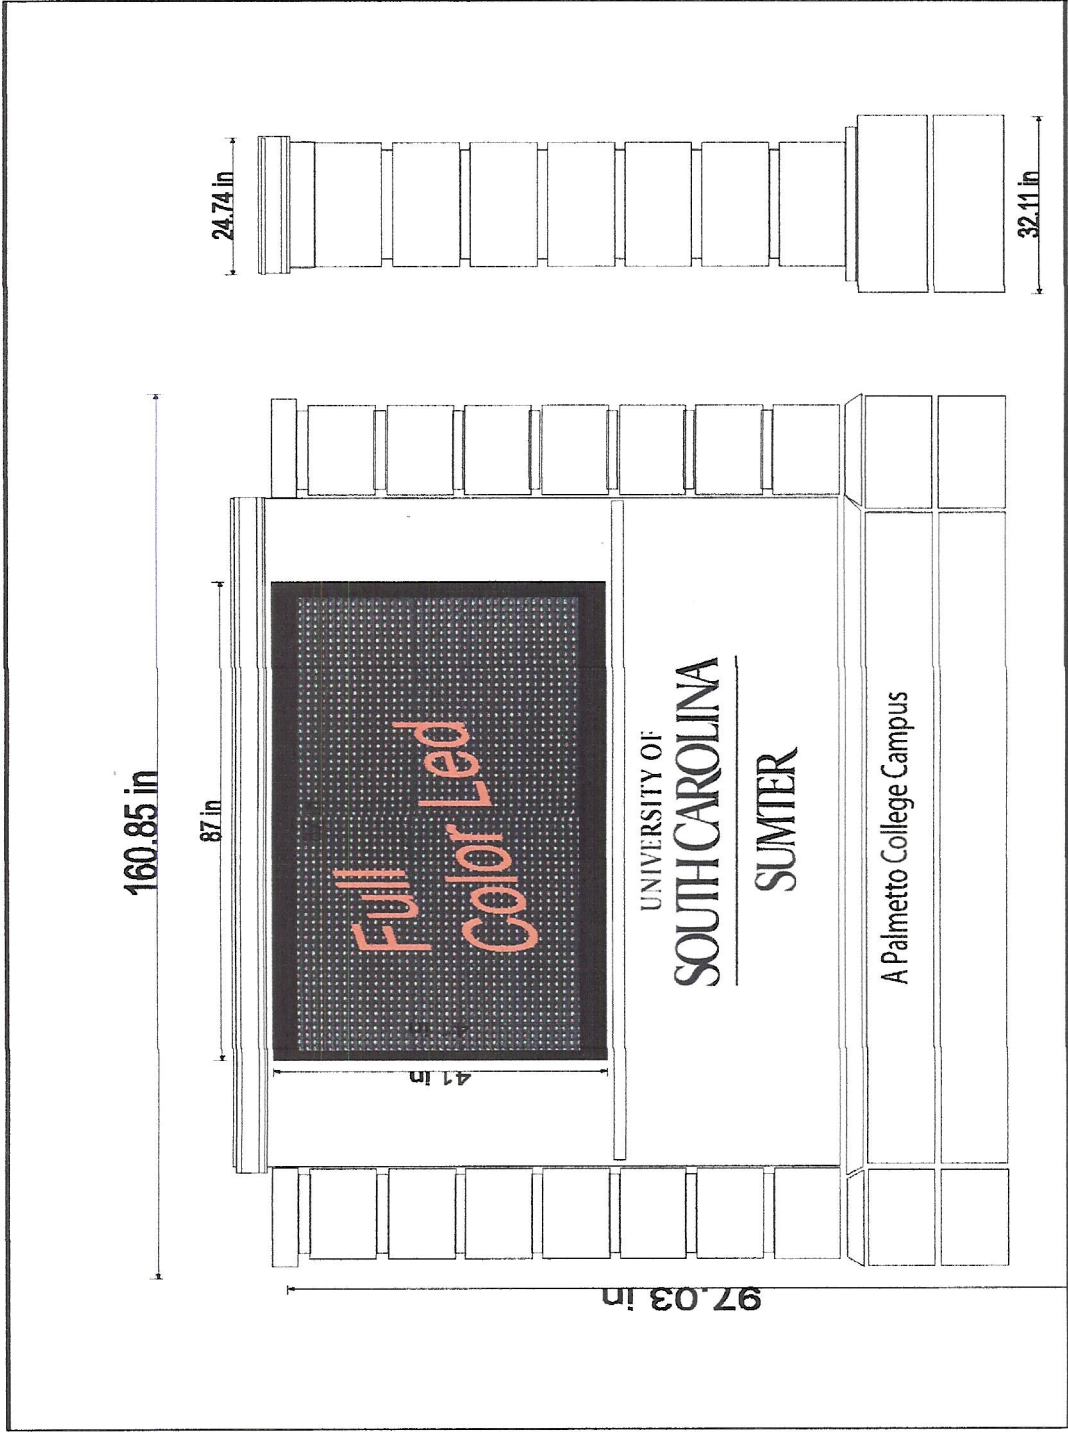 160.85 in
87 in
24.74 in
Full
Color Led
41 in
UNIVERSITY OF
SOUTH CAROLINA
SUMTER
A Palmetto College Campus
97.03 in
32.11 in